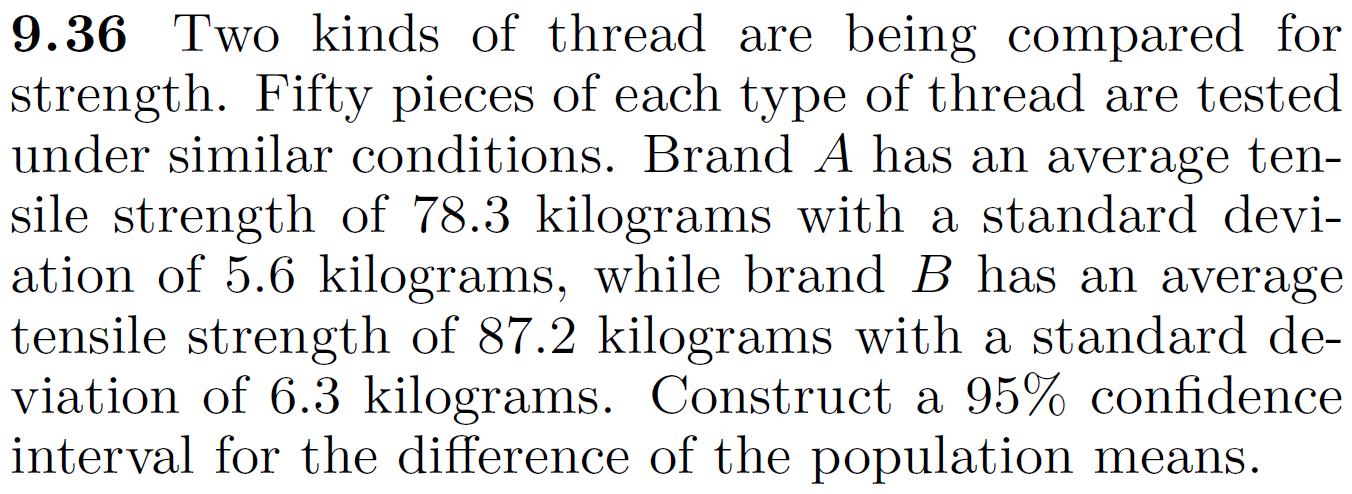 9.36 Two kinds of thread are being compared for
strength. Fifty pieces of each type of thread are tested
under similar conditions. Brand A has an average ten-
sile strength of 78.3 kilograms with a standard devi-
ation of 5.6 kilograms, while brand B has an average
tensile strength of 87.2 kilograms with a standard de-
viation of 6.3 kilograms. Construct a 95% confidence
interval for the difference of the population means.